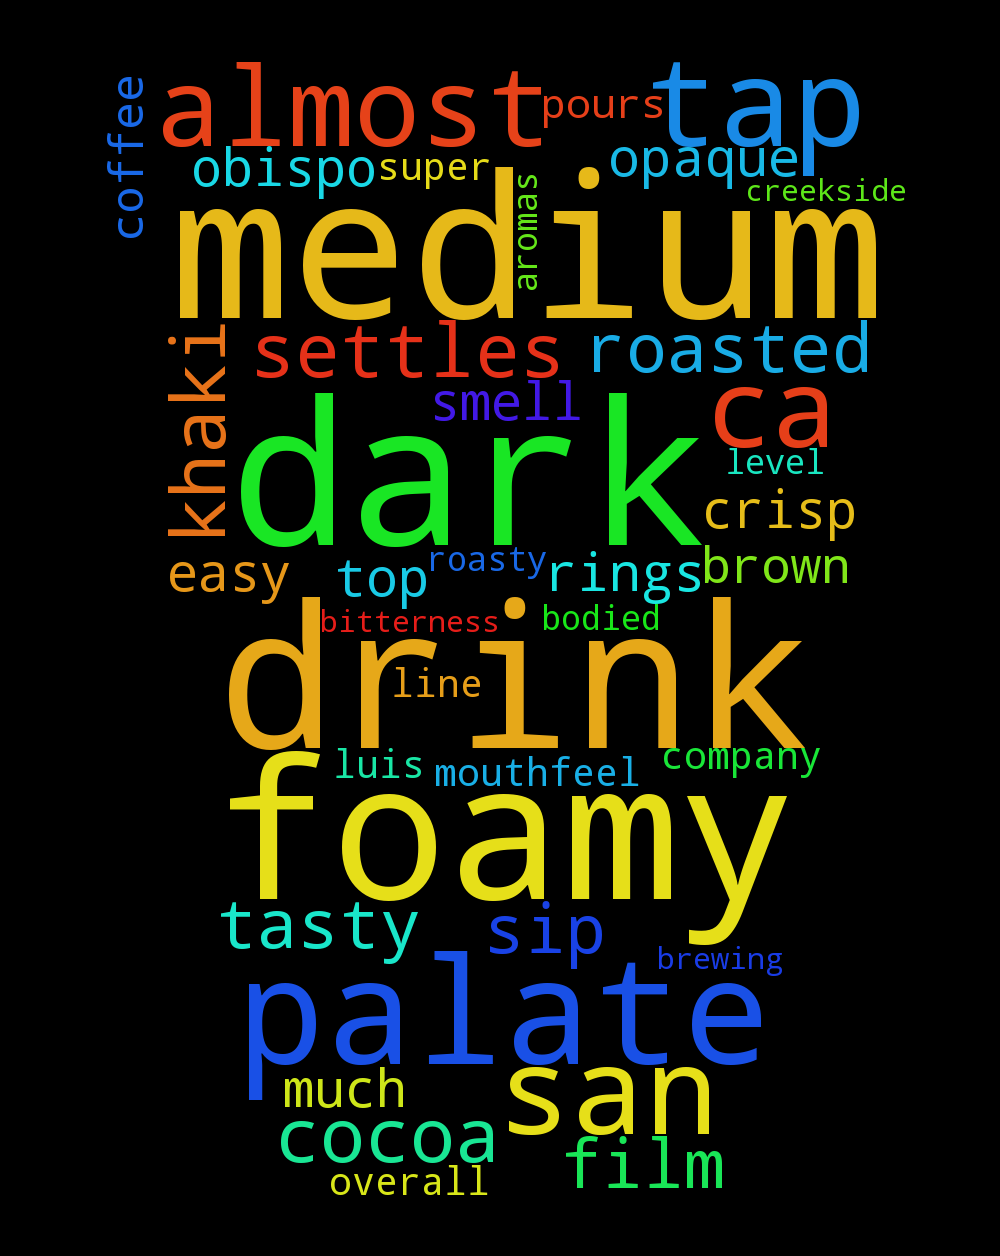 almost
pours
tap
coffee
obispo
super
opaque
creekside
aromas
medium
khaki
settles
roasted
smell
ca
dark
level
crisp
easy
top
roasty
rings
brown
bitterness
bodied
drink
line
luis
mouthfeel
company
foamy
tasty
sip
brewing
palate
much
san
cocoa
film
overall